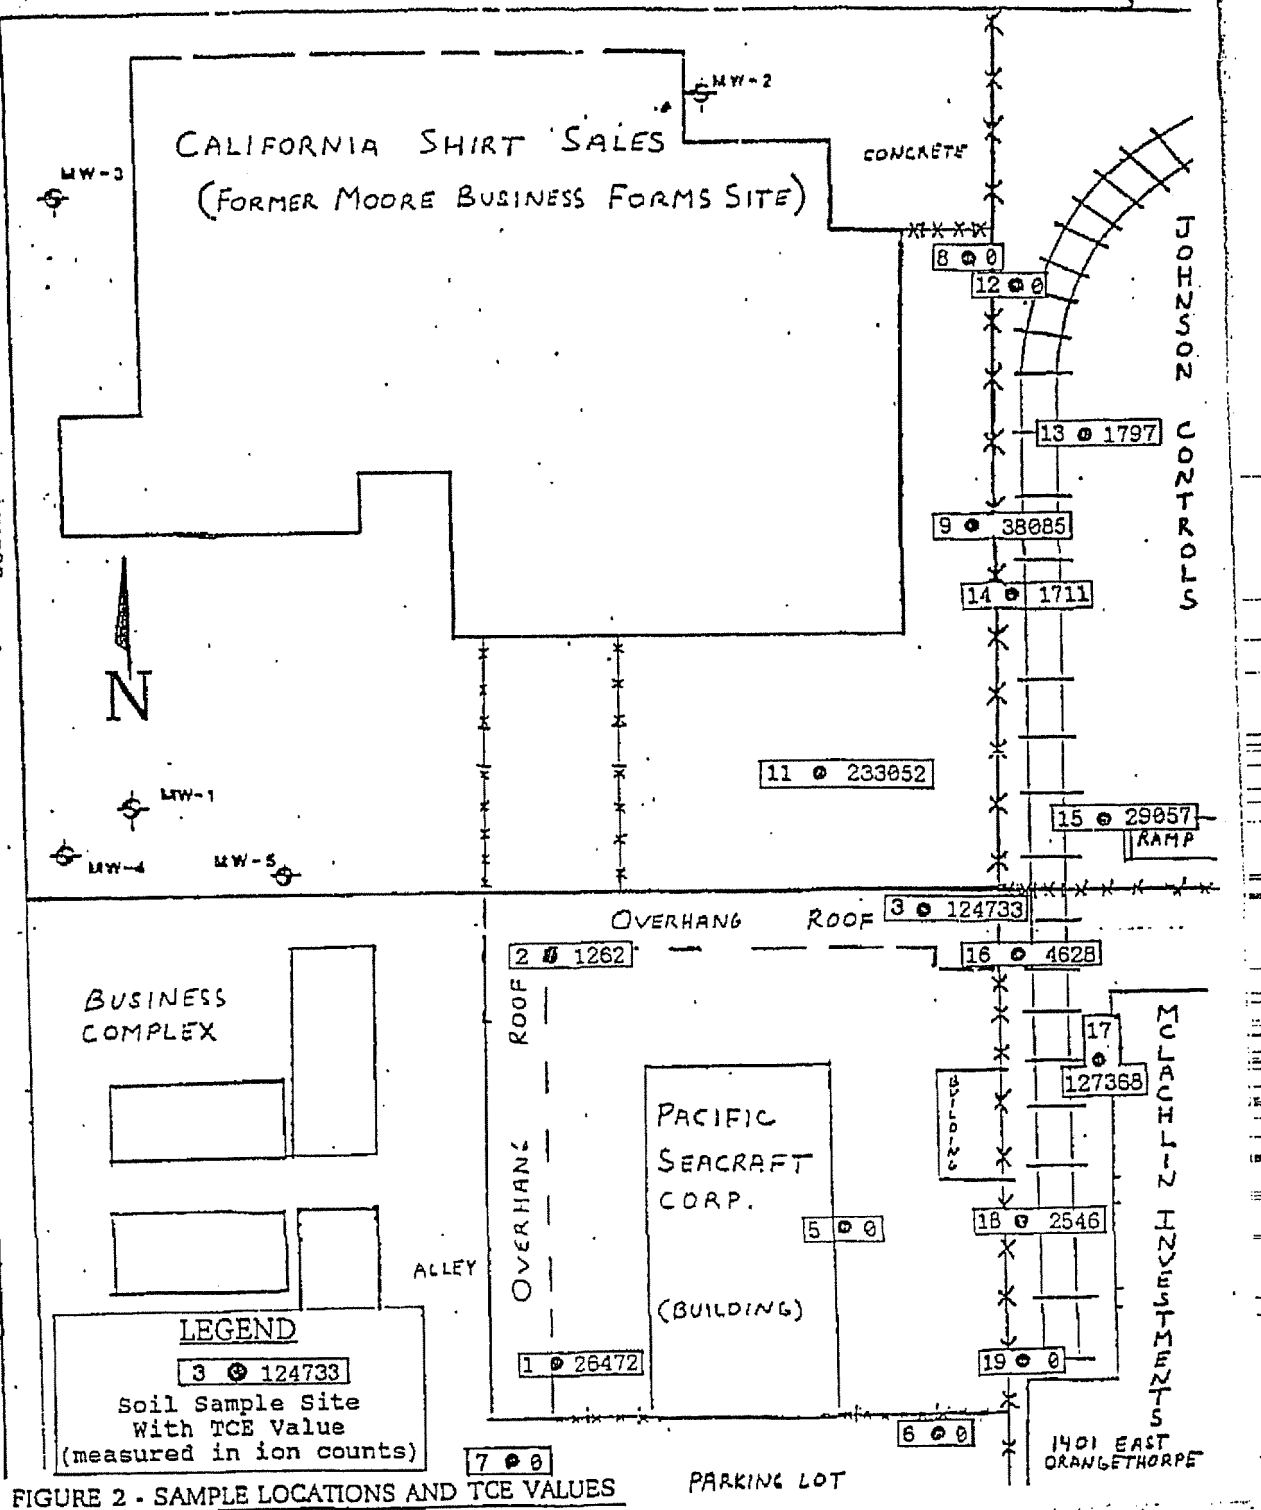 MW-2
CALIFORNIA SHIRT SALES
(FORMER MOORE BUSINESS FORMS SITE)
CONCRETE
MW-3
8 0
12 0
JOHNSON CONTROLS
13 1797
9 38085
14 1711
N
11 233052
MW-1
15 29057
RAMP
MW-4
MW-5
OVERHANG ROOF
3 124733
2 1262
16 4628
BUSINESS
COMPLEX
OVERHANG ROOF
17
127368
MCLACHLIN INVESTMENTS
BUILDING
PACIFIC
SEACRAFT
CORP.
5 0
18 2546
ALLEY
(BUILDING)
LEGEND
3 124733
Soil Sample Site
With TCE Value
(measured in ion counts)
1 26472
19 0
6 0
7 0
1401 EAST
ORANGETHORPE
PARKING LOT
FIGURE 2 - SAMPLE LOCATIONS AND TCE VALUES